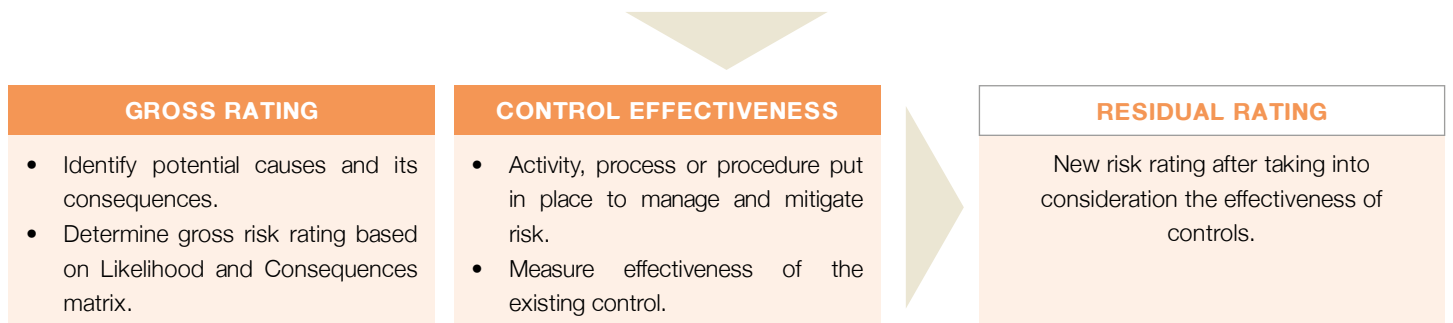 GROSS RATING
• Identify potential causes and its
consequences.
• Determine gross risk rating based
on Likelihood and Consequences
matrix.
CONTROL EFFECTIVENESS
• Activity, process or procedure put
in place to manage and mitigate
risk.
• Measure effectiveness of the
existing control.
RESIDUAL RATING
New risk rating after taking into
consideration the effectiveness of
controls.